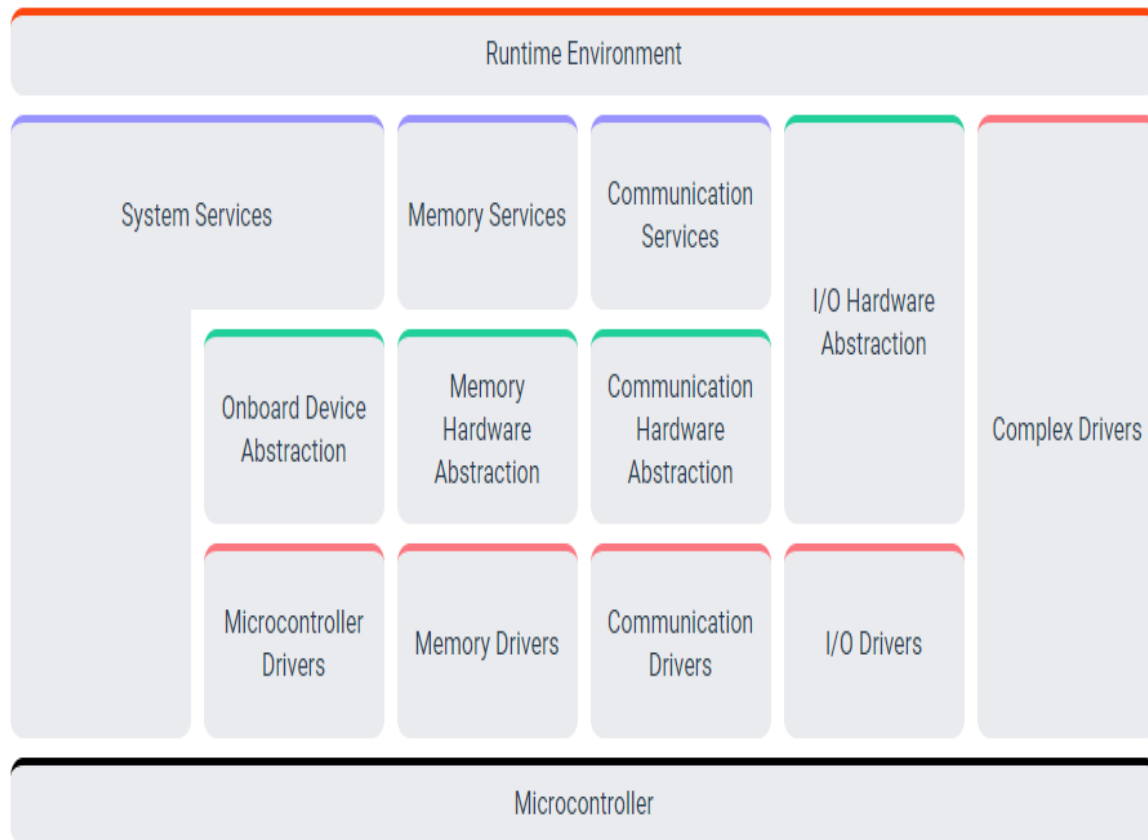 Runtime Environment
System Services
Memory Services
Communication
Services
I/O Hardware
Abstraction
Onboard Device
Abstraction
Memory
Hardware
Abstraction
Communication
Hardware
Abstraction
Complex Drivers
Microcontroller
Drivers
Memory Drivers
Communication
Drivers
I/O Drivers
Microcontroller